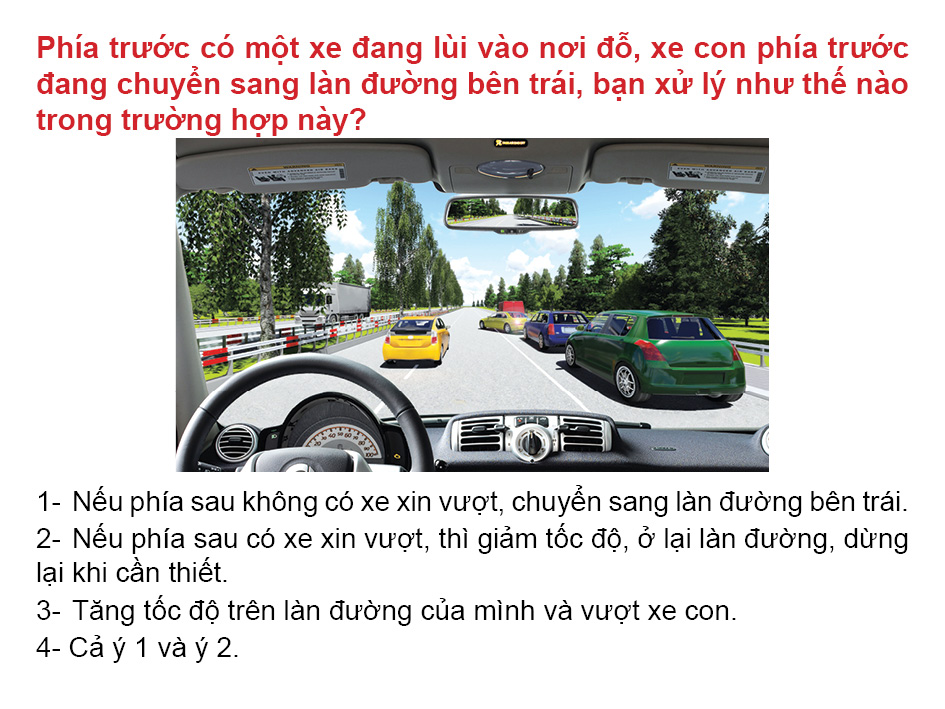 Phía trước có một xe đang lùi vào nơi đỗ, xe con phía trước
đang chuyển sang làn đường bên trái, bạn xử lý như thế nào
trong trường hợp này?
1- Nếu phía sau không có xe xin vượt, chuyển sang làn đường bên trái.
2- Nếu phía sau có xe xin vượt, thì giảm tốc độ, ở lại làn đường, dừng
lại khi cần thiết.
3- Tăng tốc độ trên làn đường của mình và vượt xe con.
4- Cả ý 1 và ý 2.